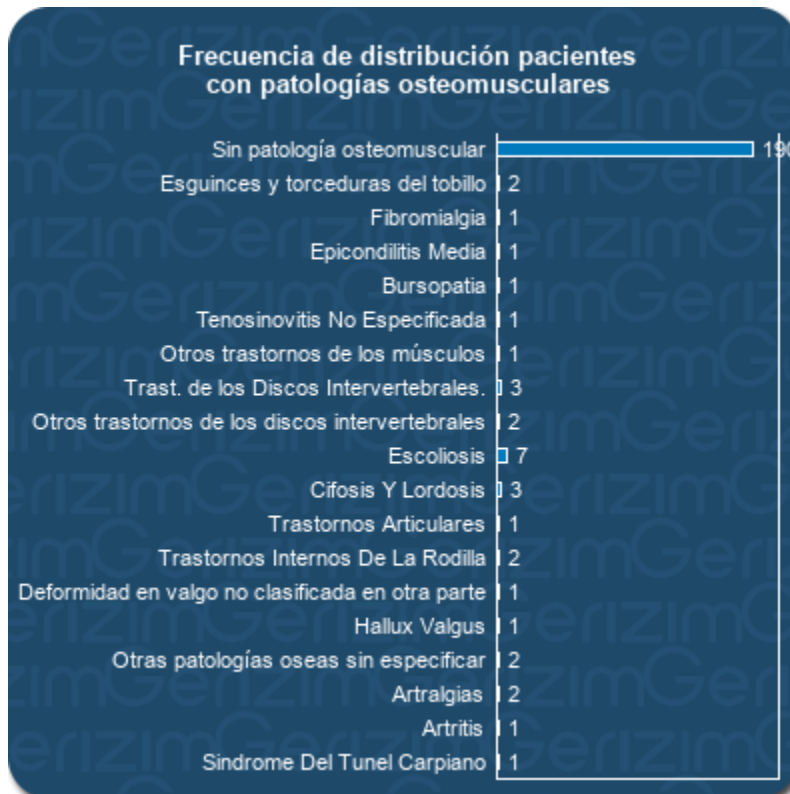 Frecuencia de distribución pacientes
con patologías osteomusculares
Sin patología osteomuscular 190
Esguinces y torceduras del tobillo 2
Fibromialgia 1
Epicondilitis Media 1
Bursopatia 1
Tenosinovitis No Especificada 1
Otros trastornos de los músculos 1
Trast. de los Discos Intervertebrales. 3
Otros trastornos de los discos intervertebrales 2
Escoliosis 7
Cifosis Y Lordosis 3
Trastornos Articulares 1
Trastornos Internos De La Rodilla 2
Deformidad en valgo no clasificada en otra parte 1
Hallux Valgus 1
Otras patologías oseas sin especificar 2
Artralgias 2
Artritis 1
Sindrome Del Tunel Carpiano 1